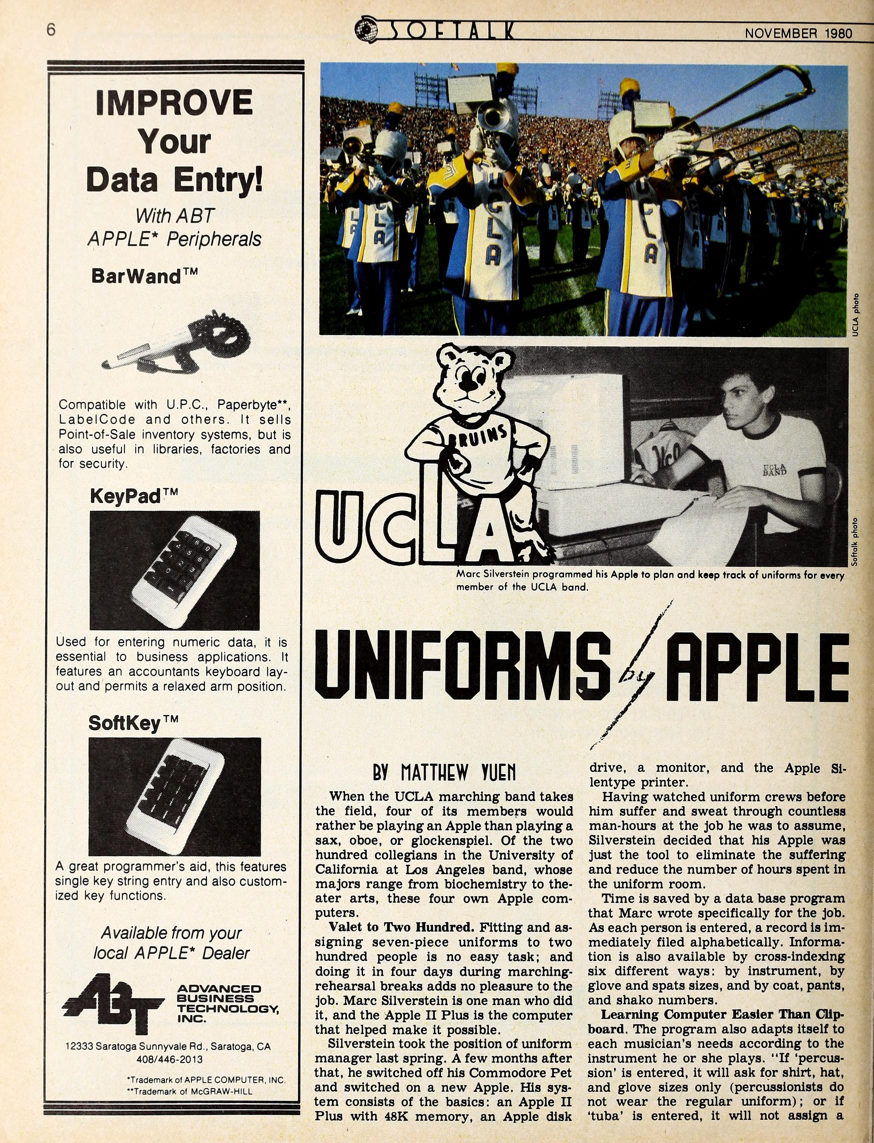 6
SOFTALK
NOVEMBER 1980
IMPROVE
Your
Data Entry!
With ABT
APPLE* Peripherals
BarWand™
Compatible with U.P.C., Paperbyte**,
LabelCode and others. It sells
Point-of-Sale inventory systems, but is
also useful in libraries, factories and
for security.
KeyPad™
Used for entering numeric data, it is
essential to business applications. It
features an accountants keyboard lay-
out and permits a relaxed arm position.
SoftKey™
A great programmer's aid, this features
single key string entry and also custom-
ized key functions.
Available from your
local APPLE* Dealer
ABT
ADVANCED
BUSINESS
TECHNOLOGY,
INC.
12333 Saratoga Sunnyvale Rd., Saratoga, CA
408/446-2013
*Trademark of APPLE COMPUTER, INC.
**Trademark of McGRAW-HILL
UCLA
UCLA
UCLA
UCLA photo
BRUINS
UCLA
UCLA
BAND
Softalk photo
Marc Silverstein programmed his Apple to plan and keep track of uniforms for every
member of the UCLA band.
UNIFORMS by APPLE
BY MATTHEW YUEN
When the UCLA marching band takes
the field, four of its members would
rather be playing an Apple than playing a
sax, oboe, or glockenspiel. Of the two
hundred collegians in the University of
California at Los Angeles band, whose
majors range from biochemistry to the-
ater arts, these four own Apple com-
puters.
Valet to Two Hundred. Fitting and as-
signing seven-piece uniforms to two
hundred people is no easy task; and
doing it in four days during marching-
rehearsal breaks adds no pleasure to the
job. Marc Silverstein is one man who did
it, and the Apple II Plus is the computer
that helped make it possible.
Silverstein took the position of uniform
manager last spring. A few months after
that, he switched off his Commodore Pet
and switched on a new Apple. His sys-
tem consists of the basics: an Apple II
Plus with 48K memory, an Apple disk
drive, a monitor, and the Apple Si-
lentype printer.
Having watched uniform crews before
him suffer and sweat through countless
man-hours at the job he was to assume,
Silverstein decided that his Apple was
just the tool to eliminate the suffering
and reduce the number of hours spent in
the uniform room.
Time is saved by a data base program
that Marc wrote specifically for the job.
As each person is entered, a record is im-
mediately filed alphabetically. Informa-
tion is also available by cross-indexing
six different ways: by instrument, by
glove and spats sizes, and by coat, pants,
and shako numbers.
Learning Computer Easier Than Clip-
board. The program also adapts itself to
each musician's needs according to the
instrument he or she plays. "If 'percus-
sion' is entered, it will ask for shirt, hat,
and glove sizes only (percussionists do
not wear the regular uniform); or if
'tuba' is entered, it will not assign a